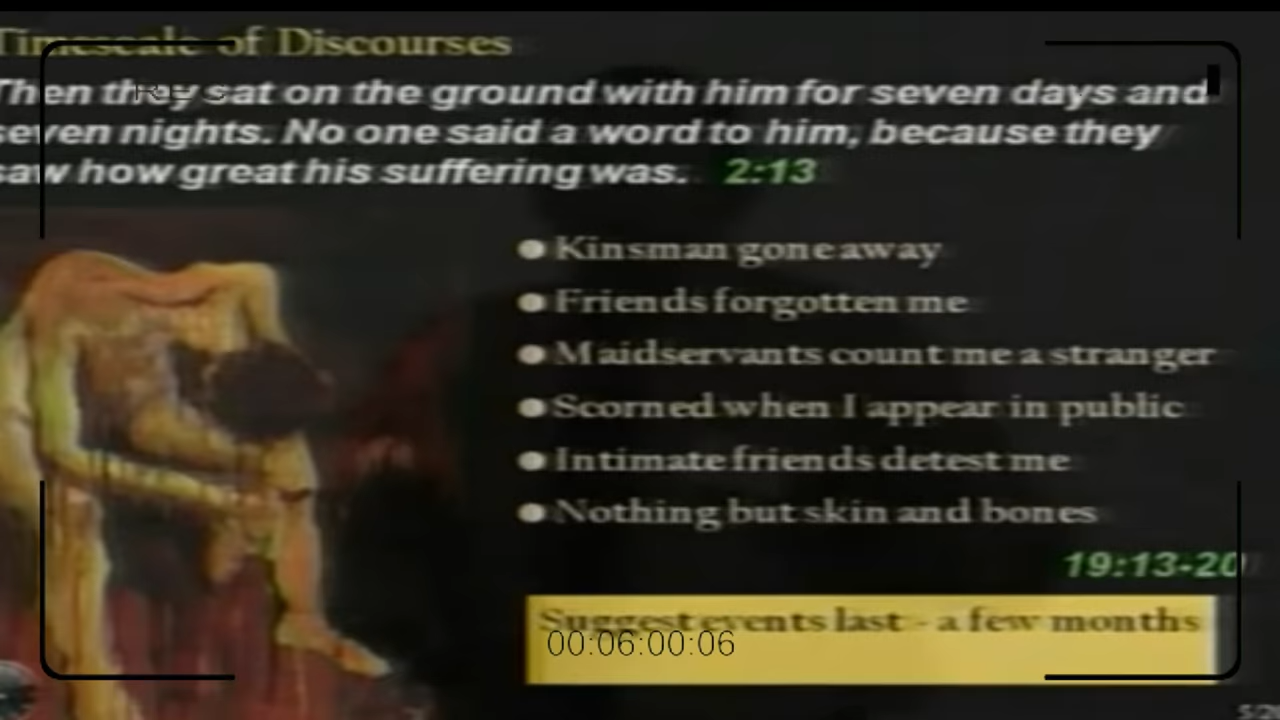 Timescale of Discourses
Then they sat on the ground with him for seven days and
seven nights. No one said a word to him, because they
saw how great his suffering was. 2:13
REC
Kinsman gone away
Friends forgotten me
Maidservants count me a stranger
Scorned when I appear in public
Intimate friends detest me
Nothing but skin and bones
19:13-20
Suggest events last - a few months
00:06:00:06